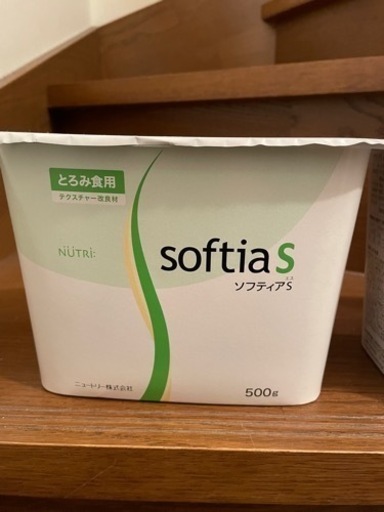 とろみ食用
テクスチャー改良材
NÜTRI:
softia S
ソフティアS
ニュートリー株式会社
500g